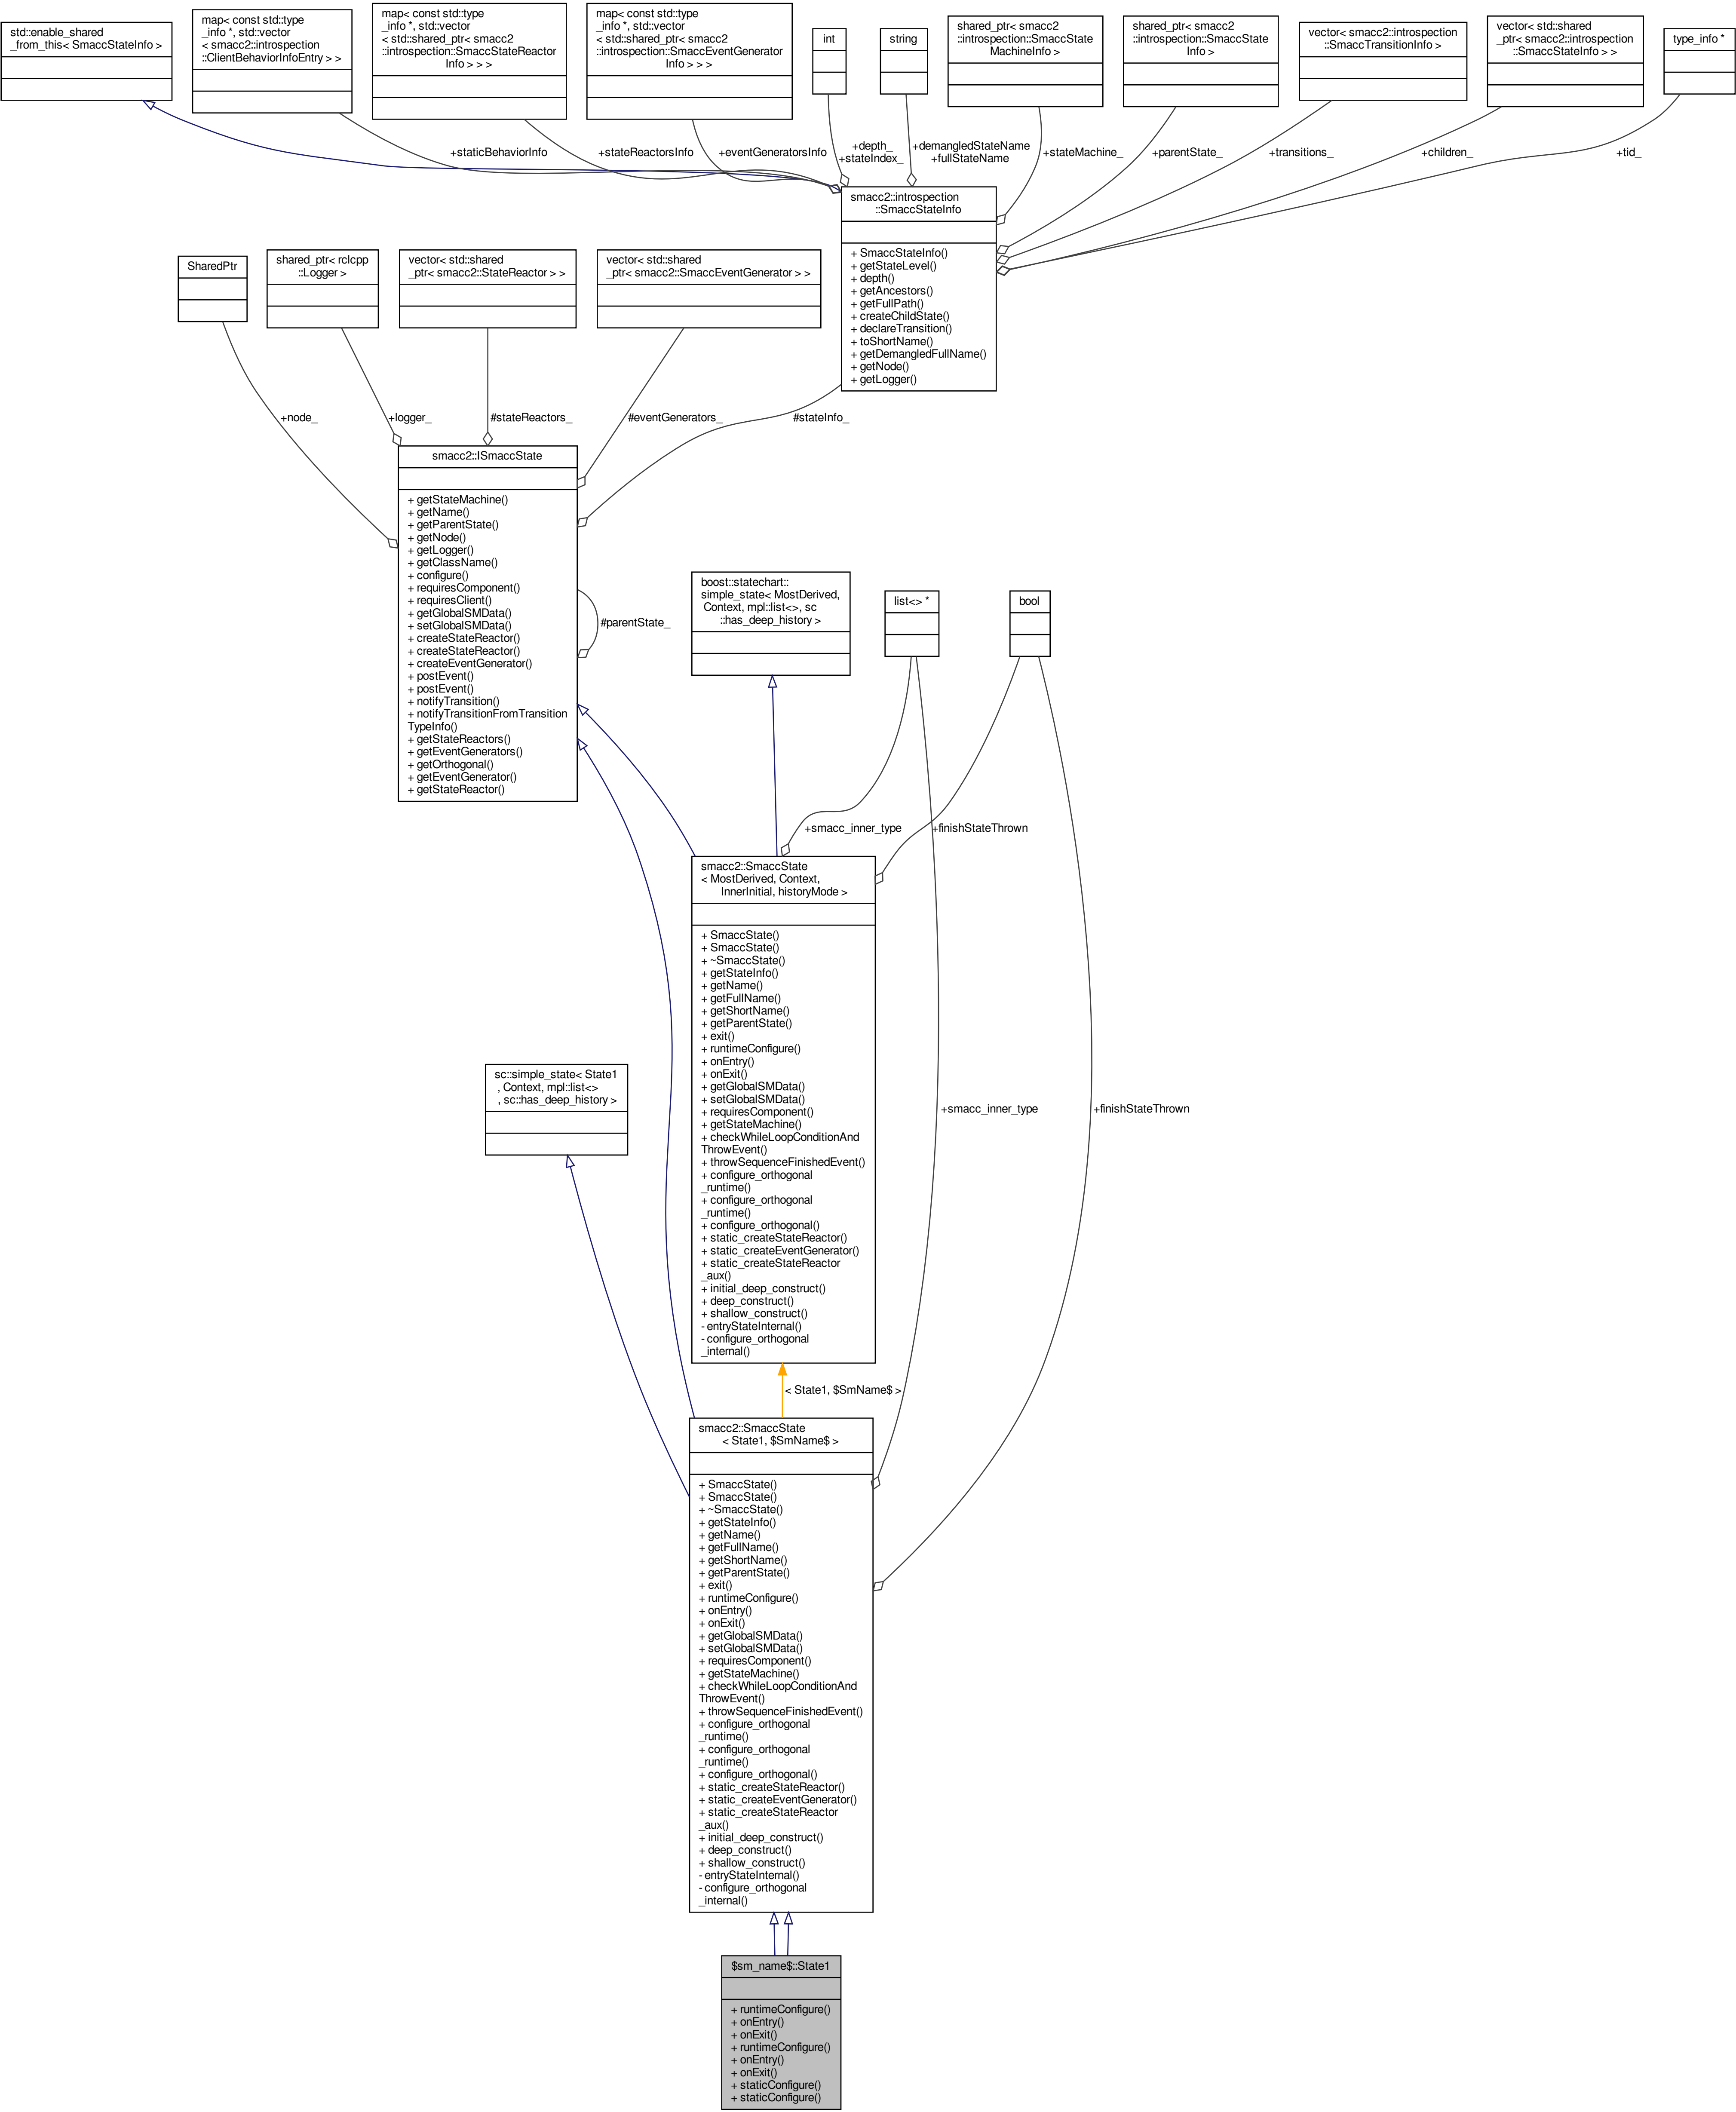 std::enable_shared
_from_this< SmaccStateInfo >
map< const std::type
_info *, std::vector
< smacc2::introspection
::ClientBehaviorInfoEntry > >
map< const std::type
_info *, std::vector
< std::shared_ptr< smacc2
::introspection::SmaccStateReactor
Info > > >
map< const std::type
_info *, std::vector
< std::shared_ptr< smacc2
::introspection::SmaccEventGenerator
Info > > >
int
string
shared_ptr< smacc2
::introspection::SmaccState
MachineInfo >
shared_ptr< smacc2
::introspection::SmaccState
Info >
vector< smacc2::introspection
::SmaccTransitionInfo >
vector< std::shared
_ptr< smacc2::introspection
::SmaccStateInfo > >
type_info *
+staticBehaviorInfo
+stateReactorsInfo
+eventGeneratorsInfo
+depth_
+stateIndex_
+demangledStateName
+fullStateName
+stateMachine_
+parentState_
+transitions_
+children_
+tid_
smacc2::introspection
::SmaccStateInfo
+ SmaccStateInfo()
+ getStateLevel()
+ depth()
+ getAncestors()
+ getFullPath()
+ createChildState()
+ declareTransition()
+ toShortName()
+ getDemangledFullName()
+ getNode()
+ getLogger()
SharedPtr
shared_ptr< rclcpp
::Logger >
vector< std::shared
_ptr< smacc2::StateReactor > >
vector< std::shared
_ptr< smacc2::SmaccEventGenerator > >
+node_
+logger_
#stateReactors_
#eventGenerators_
#stateInfo_
smacc2::ISmaccState
+ getStateMachine()
+ getName()
+ getParentState()
+ getNode()
+ getLogger()
+ getClassName()
+ configure()
+ requiresComponent()
+ requiresClient()
+ getGlobalSMData()
+ setGlobalSMData()
+ createStateReactor()
+ createStateReactor()
+ createEventGenerator()
+ postEvent()
+ postEvent()
+ notifyTransition()
+ notifyTransitionFromTransition
TypeInfo()
+ getStateReactors()
+ getEventGenerators()
+ getOrthogonal()
+ getEventGenerator()
+ getStateReactor()
#parentState_
boost::statechart::
simple_state< MostDerived,
Context, mpl::list<>, sc
::has_deep_history >
list<> *
bool
+smacc_inner_type
+finishStateThrown
smacc2::SmaccState
< MostDerived, Context,
InnerInitial, historyMode >
+ SmaccState()
+ SmaccState()
+ ~SmaccState()
+ getStateInfo()
+ getName()
+ getFullName()
+ getShortName()
+ getParentState()
+ exit()
+ runtimeConfigure()
+ onEntry()
+ onExit()
+ getGlobalSMData()
+ setGlobalSMData()
+ requiresComponent()
+ getStateMachine()
+ checkWhileLoopConditionAnd
ThrowEvent()
+ throwSequenceFinishedEvent()
+ configure_orthogonal
_runtime()
+ configure_orthogonal
_runtime()
+ configure_orthogonal()
+ static_createStateReactor()
+ static_createEventGenerator()
+ static_createStateReactor
_aux()
+ initial_deep_construct()
+ deep_construct()
+ shallow_construct()
- entryStateInternal()
- configure_orthogonal
_internal()
sc::simple_state< State1
, Context, mpl::list<>
, sc::has_deep_history >
+smacc_inner_type
+finishStateThrown
< State1, $SmName$ >
smacc2::SmaccState
< State1, $SmName$ >
+ SmaccState()
+ SmaccState()
+ ~SmaccState()
+ getStateInfo()
+ getName()
+ getFullName()
+ getShortName()
+ getParentState()
+ exit()
+ runtimeConfigure()
+ onEntry()
+ onExit()
+ getGlobalSMData()
+ setGlobalSMData()
+ requiresComponent()
+ getStateMachine()
+ checkWhileLoopConditionAnd
ThrowEvent()
+ throwSequenceFinishedEvent()
+ configure_orthogonal
_runtime()
+ configure_orthogonal
_runtime()
+ configure_orthogonal()
+ static_createStateReactor()
+ static_createEventGenerator()
+ static_createStateReactor
_aux()
+ initial_deep_construct()
+ deep_construct()
+ shallow_construct()
- entryStateInternal()
- configure_orthogonal
_internal()
$sm_name$::State1
+ runtimeConfigure()
+ onEntry()
+ onExit()
+ runtimeConfigure()
+ onEntry()
+ onExit()
+ staticConfigure()
+ staticConfigure()